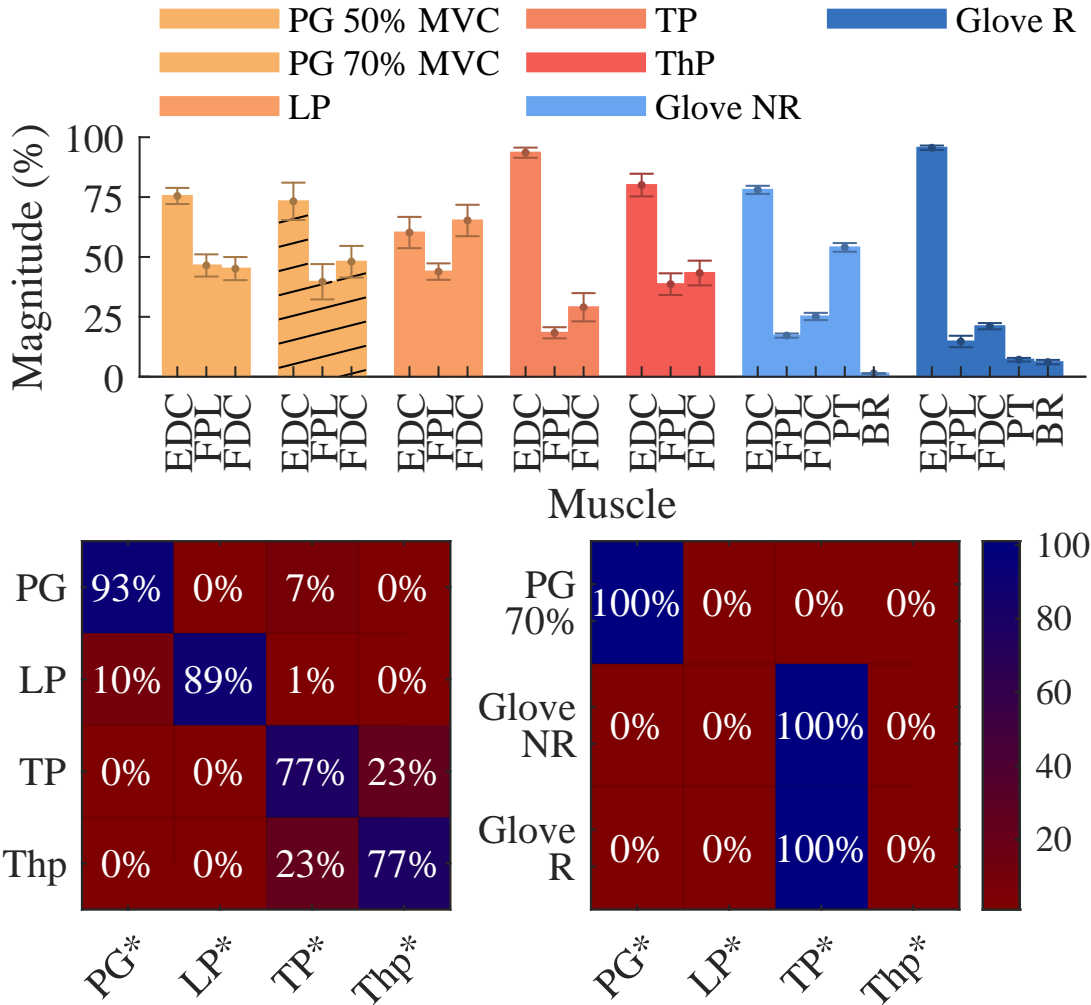 PG 50% MVC TP Glove R
PG 70% MVC ThP
LP Glove NR
Magnitude (%)
100
75
50
25
0
EDC FPL FDC EDC FPL FDC EDC FPL FDC EDC FPL FDC EDC FPL FDC EDC FPL FDC PT BR EDC FPL FDC PT BR
Muscle
PG 93% 0% 7% 0%
LP 10% 89% 1% 0%
TP 0% 0% 77% 23%
Thp 0% 0% 23% 77%
PG* LP* TP* Thp*
PG
70%
100% 0% 0% 0%
Glove
NR
0% 0% 100% 0%
Glove
R
0% 0% 100% 0%
PG* LP* TP* Thp*
100
80
60
40
20